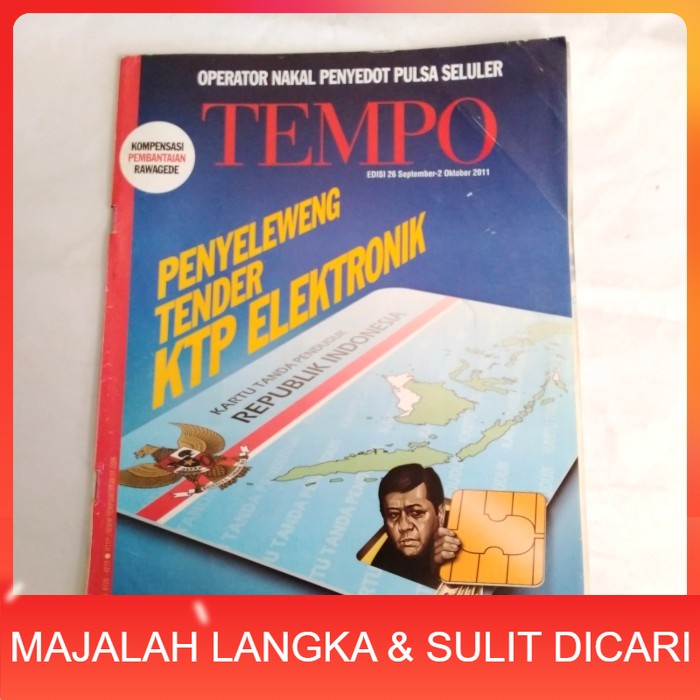 OPERATOR NAKAL PENYEDOT PULSA SELULER
TEMPO
KOMPENSASI
PEMBANTAIAN
RAWAGEDE
EDISI 26 September-2 Oktober 2011
PENYELEWENG
TENDER
KTP ELEKTRONIK
KARTU TANDA PENDUDUK
REPUBLIK INDONESIA
MAJALAH LANGKA & SULIT DICARI